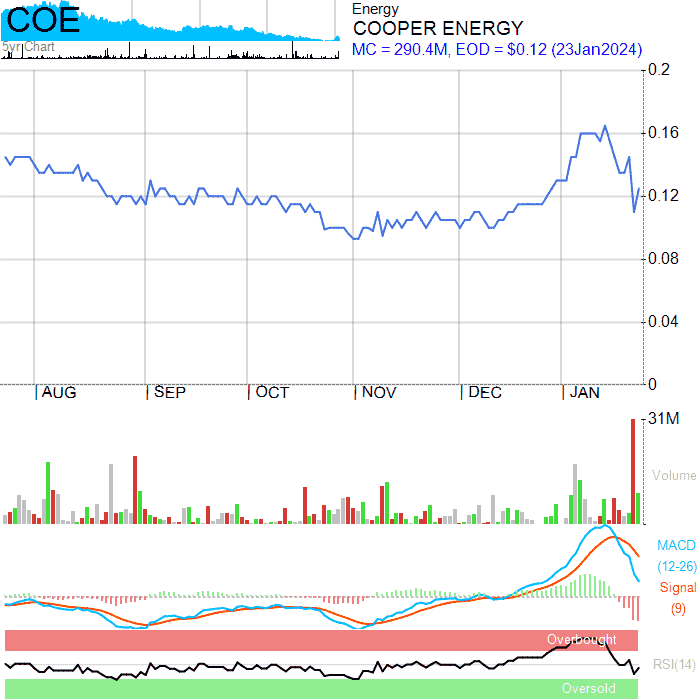 COE
5yr Chart
Energy
COOPER ENERGY
MC = 290.4M, EOD = $0.12 (23Jan2024)
0.2
0.16
0.12
0.08
0.04
0
AUG SEP OCT NOV DEC JAN
31M
Volume
MACD
(12-26)
Signal
(9)
Overbought
RSI(14)
Oversold